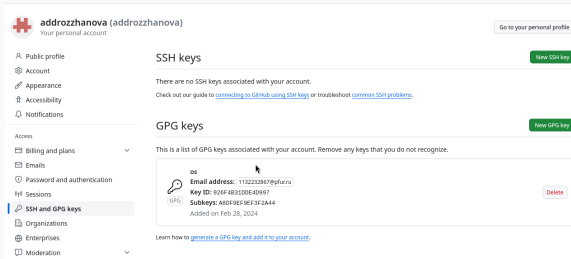 addrozzhanova (addrozzhanova)
Your personal account
Go to your personal profile
Public profile
Account
Appearance
Accessibility
Notifications
Access
Billing and plans
Emails
Password and authentication
Sessions
SSH and GPG keys
Organizations
Enterprises
Moderation
SSH keys
New SSH key
There are no SSH keys associated with your account.
Check out our guide to connecting to GitHub using SSH keys or troubleshoot common SSH problems.
GPG keys
New GPG key
This is a list of GPG keys associated with your account. Remove any keys that you do not recognize.
os
Email address: 1132232867@pfur.ru
Key ID: 926F4B31D0E4D997
Subkeys: A8DF9EF9EF3F2A44
Added on Feb 28, 2024
GPG
Delete
Learn how to generate a GPG key and add it to your account.